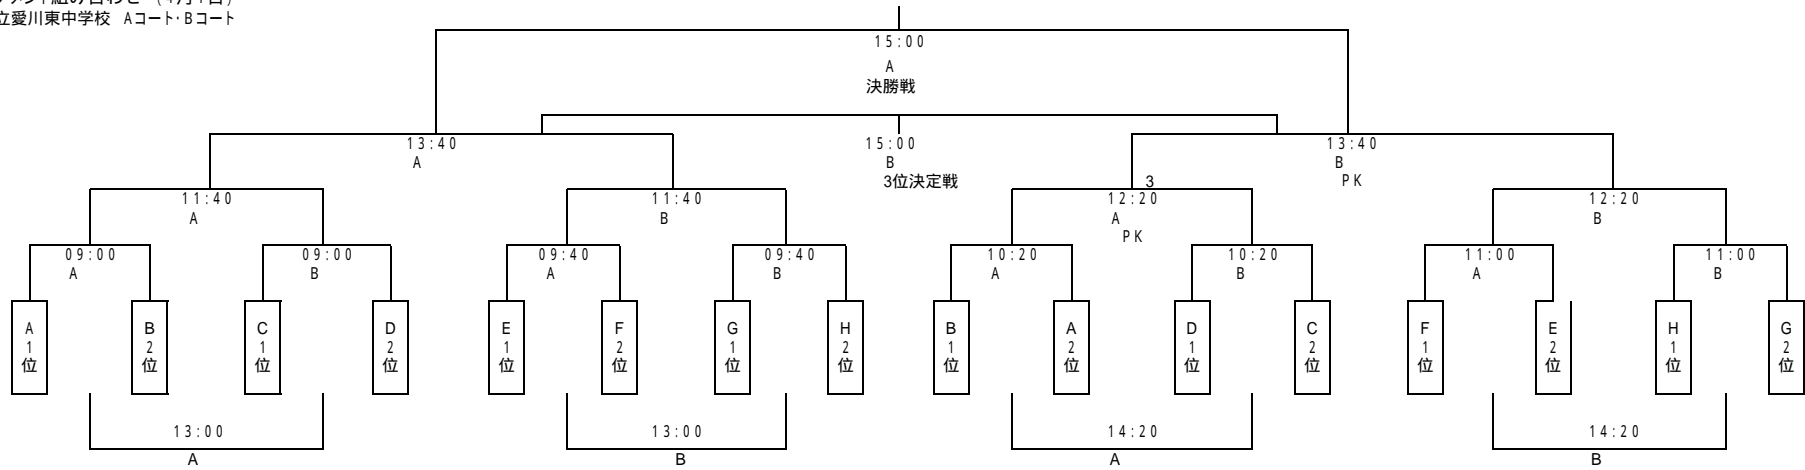 立愛川東中学校 Aコート・Bコート
15:00
A
決勝戦
13:40
A
15:00
B
3位決定戦
13:40
B
PK
11:40
A
11:40
B
3
12:20
A
PK
12:20
B
09:00
A
09:00
B
09:40
A
09:40
B
10:20
A
10:20
B
11:00
A
11:00
B
A1位
B2位
C1位
D2位
E1位
F2位
G1位
H2位
B1位
A2位
D1位
C2位
F1位
E2位
H1位
G2位
13:00
A
13:00
B
14:20
A
14:20
B